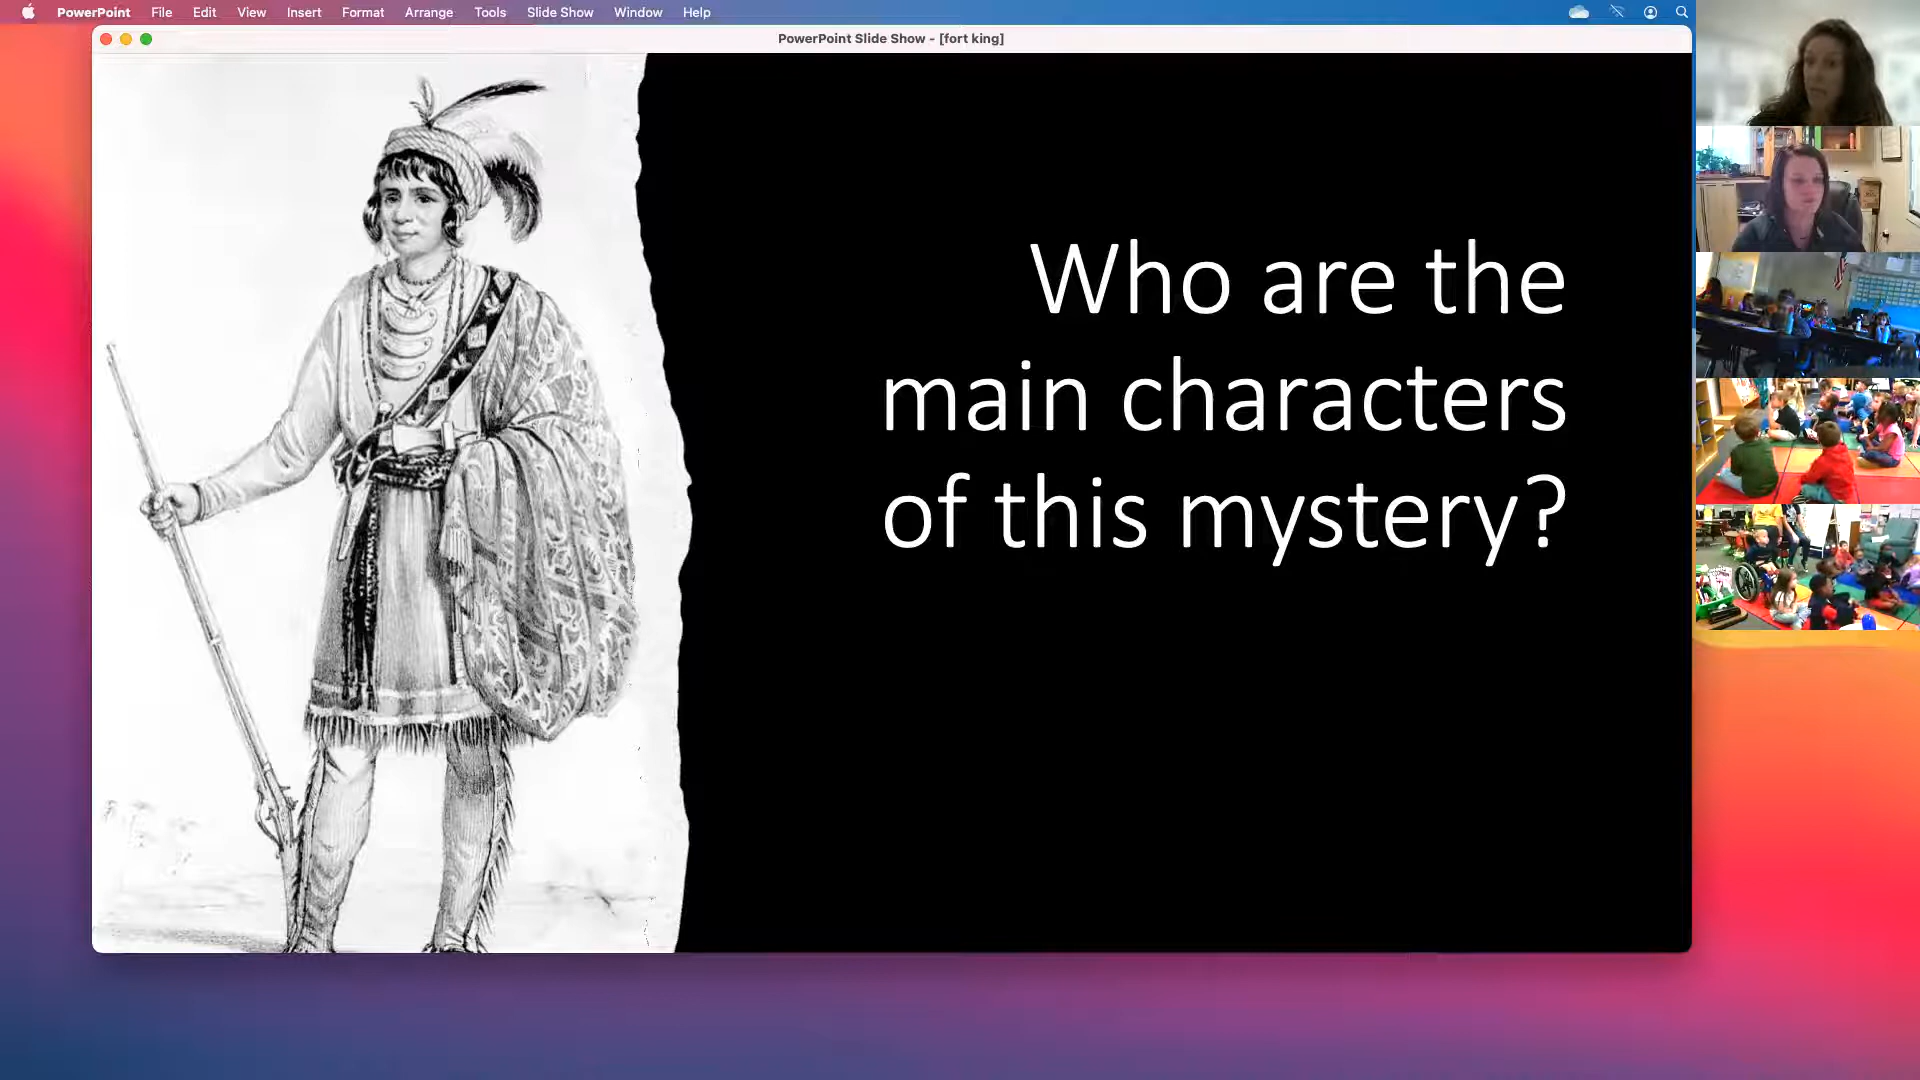 PowerPoint File Edit View Insert Format Arrange Tools Slide Show Window Help
PowerPoint Slide Show - [fort king]
Who are the
main characters
of this mystery?